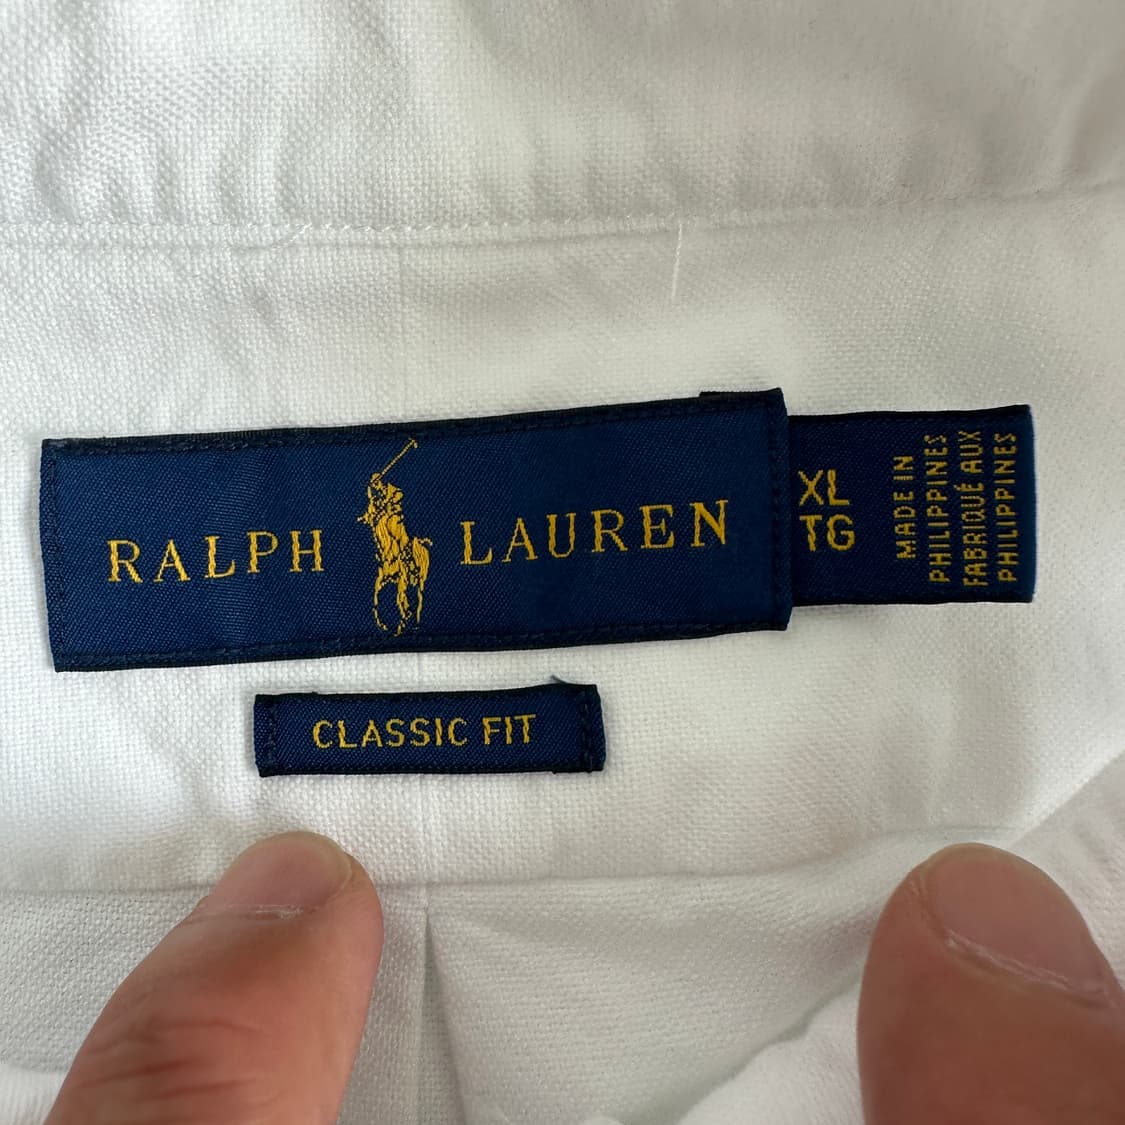 RALPH LAUREN
XL
TG
MADE IN
PHILIPPINES
FABRIQUÉ AUX
PHILIPPINES
CLASSIC FIT